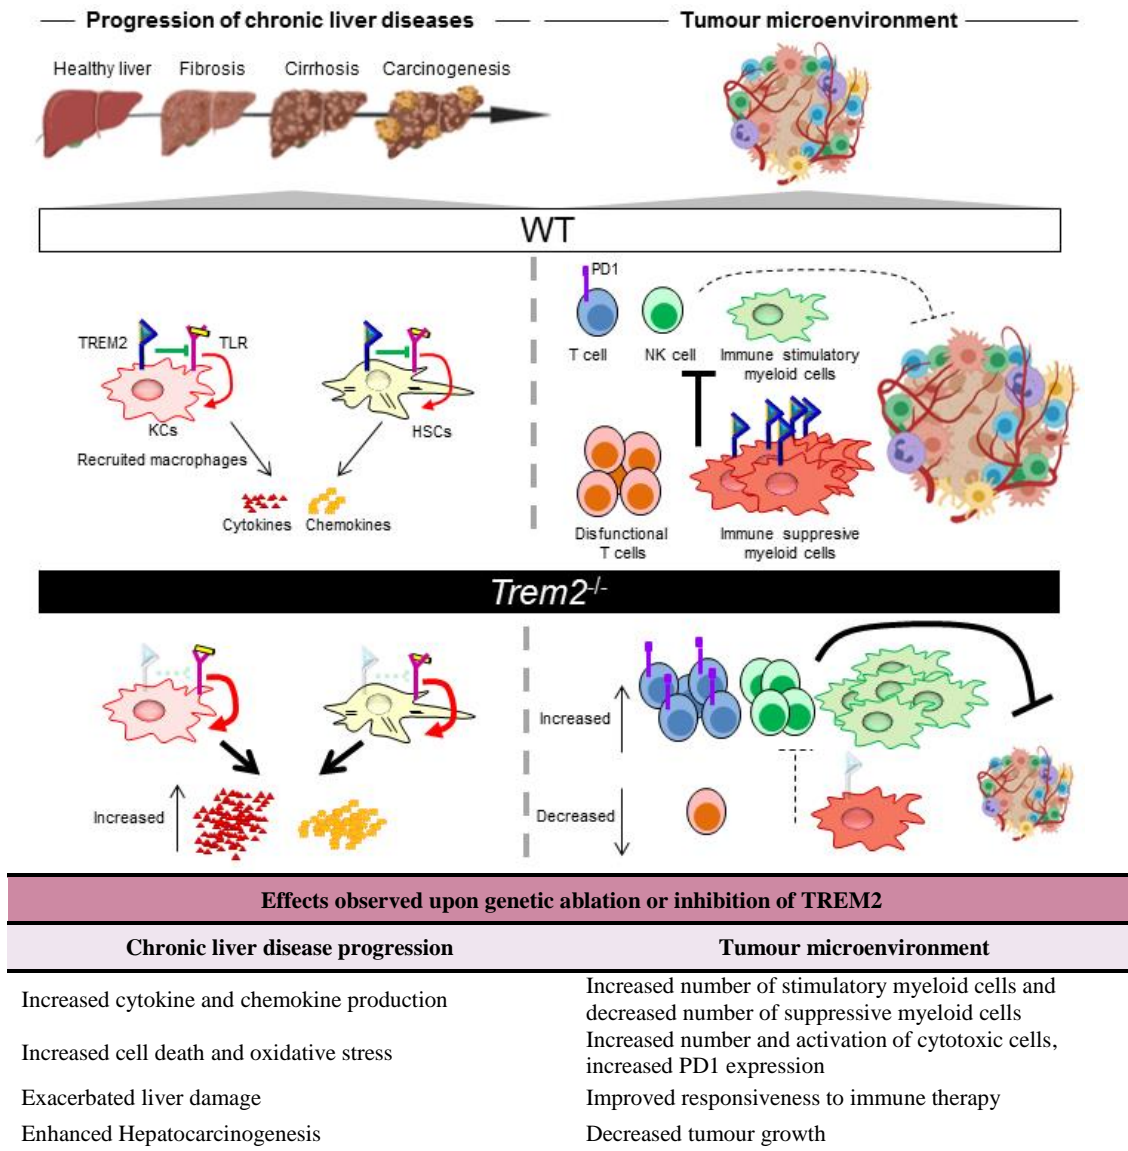 Progression of chronic liver diseases
Tumour microenvironment
Healthy liver
Fibrosis
Cirrhosis
Carcinogenesis
WT
TREM2
TLR
KCs
HSCs
Recruited macrophages
Cytokines
Chemokines
PD1
T cell
NK cell
Immune stimulatory
myeloid cells
Disfunctional
T cells
Immune suppresive
myeloid cells
Trem2-/-
Increased
Increased
Decreased
Effects observed upon genetic ablation or inhibition of TREM2
Chronic liver disease progression
Tumour microenvironment
Increased cytokine and chemokine production
Increased number of stimulatory myeloid cells and
decreased number of suppressive myeloid cells
Increased cell death and oxidative stress
Increased number and activation of cytotoxic cells,
increased PD1 expression
Exacerbated liver damage
Improved responsiveness to immune therapy
Enhanced Hepatocarcinogenesis
Decreased tumour growth